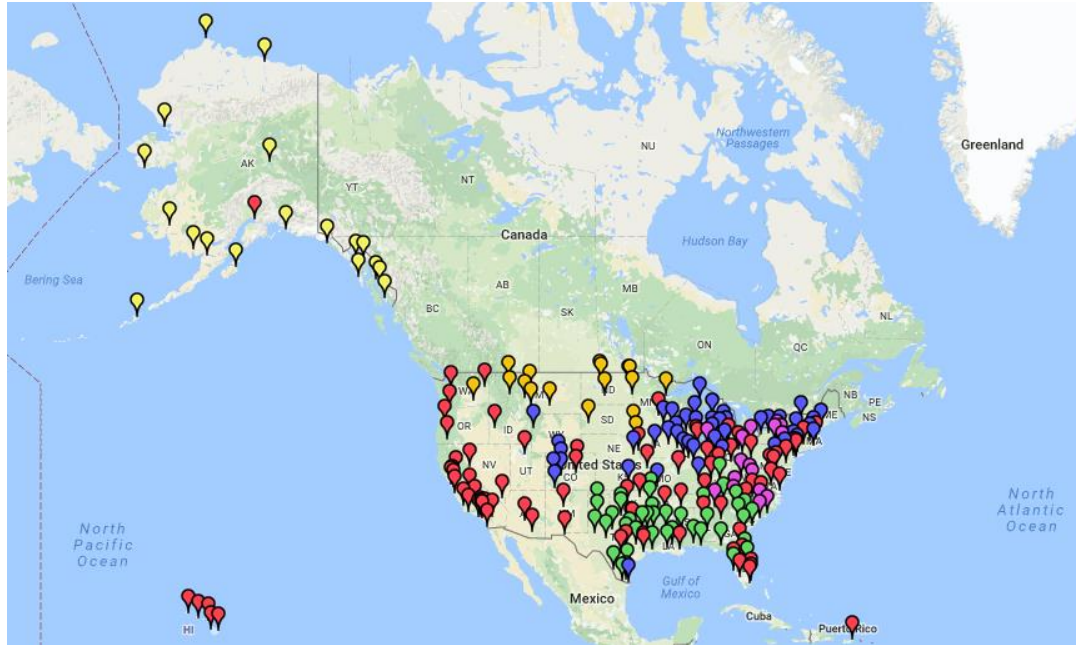 Greenland
Northwestern
Passages
NU
AK
YT
NT
Canada
Hudson Bay
Bering Sea
AB
MB
BC
SK
NL
ON
QC
NB
PE
NS
WA
ND
OR
ID
SD
WY
ME
MA
NE
NV
UT
CO
United States
MO
LA
North
Pacific
Ocean
North
Atlantic
Ocean
Gulf of
Mexico
Mexico
Cuba
Puerto Rico
HI